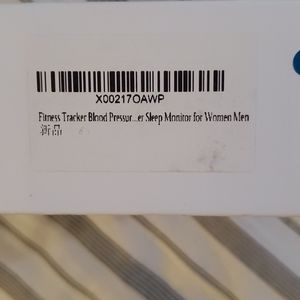 X00217OAWP
Fitness Tracker Blood Pressur...er Sleep Monitor for Women Men
新品